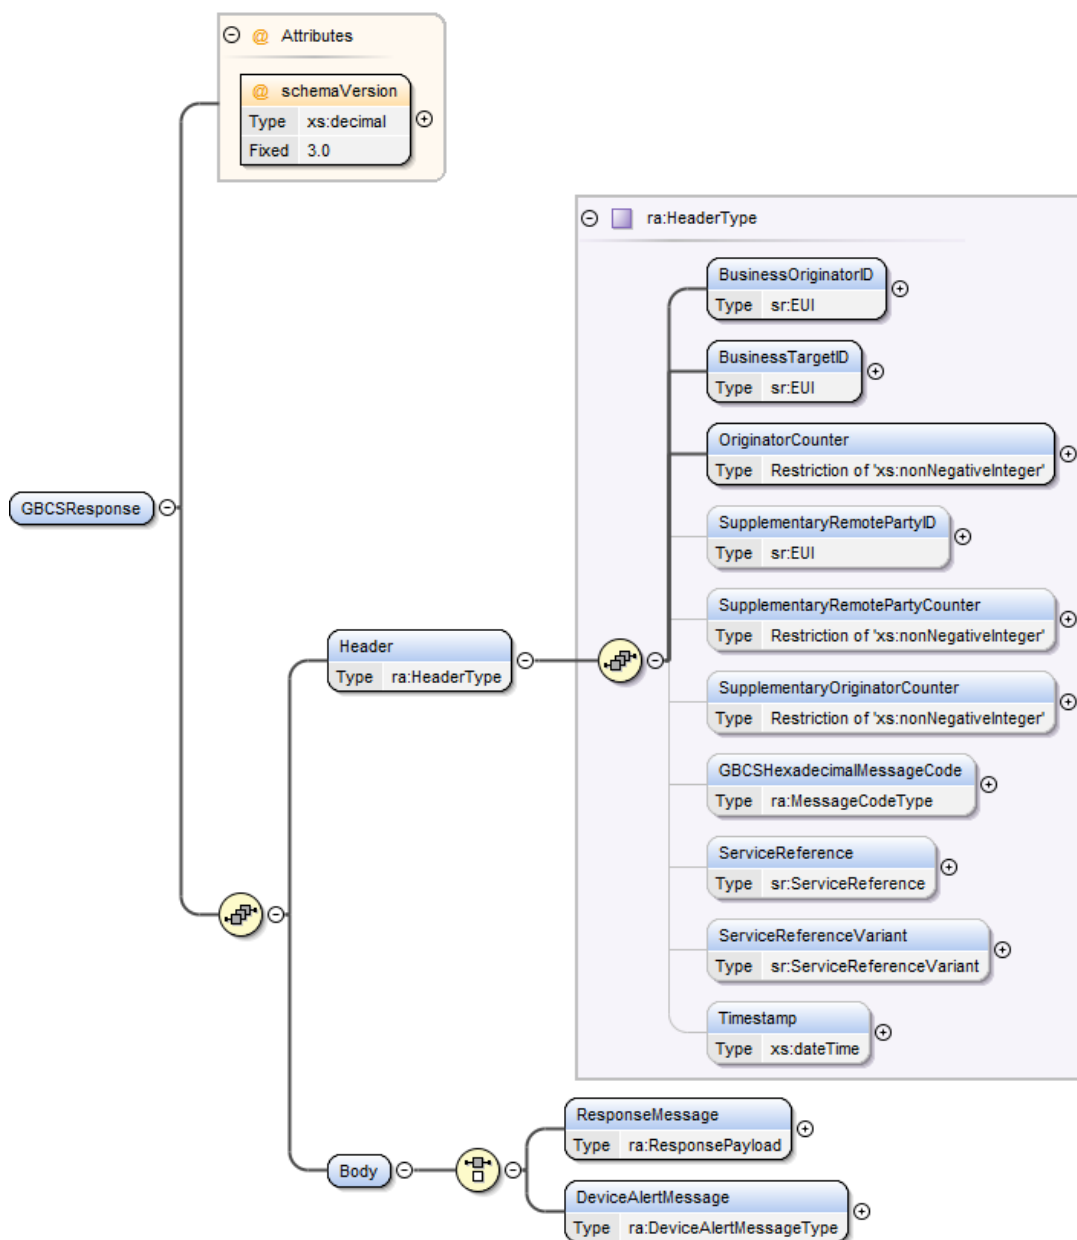 @ Attributes
@ schemaVersion
Type xs:decimal
Fixed 3.0
ra:HeaderType
BusinessOriginatorID
Type sr:EUI
BusinessTargetID
Type sr:EUI
OriginatorCounter
Type Restriction of 'xs:nonNegativeInteger'
GBCSResponse
SupplementaryRemotePartyID
Type sr:EUI
SupplementaryRemotePartyCounter
Type Restriction of 'xs:nonNegativeInteger'
Header
Type ra:HeaderType
SupplementaryOriginatorCounter
Type Restriction of 'xs:nonNegativeInteger'
GBCSHexadecimalMessageCode
Type ra:MessageCodeType
ServiceReference
Type sr:ServiceReference
ServiceReferenceVariant
Type sr:ServiceReferenceVariant
Timestamp
Type xs:dateTime
ResponseMessage
Type ra:ResponsePayload
Body
DeviceAlertMessage
Type ra:DeviceAlertMessageType